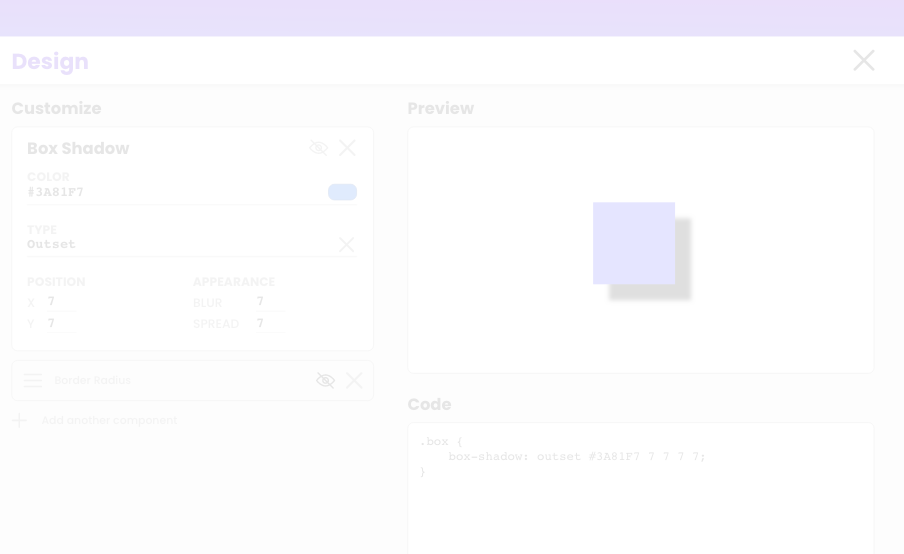 Design
Customize
Box Shadow
COLOR
#3A81F7
TYPE
Outset
POSITION
APPEARANCE
X 7
BLUR 7
Y 7
SPREAD 7
Border Radius
Add another component
Preview
Code
.box {
box-shadow: outset #3A81F7 7 7 7 7;
}